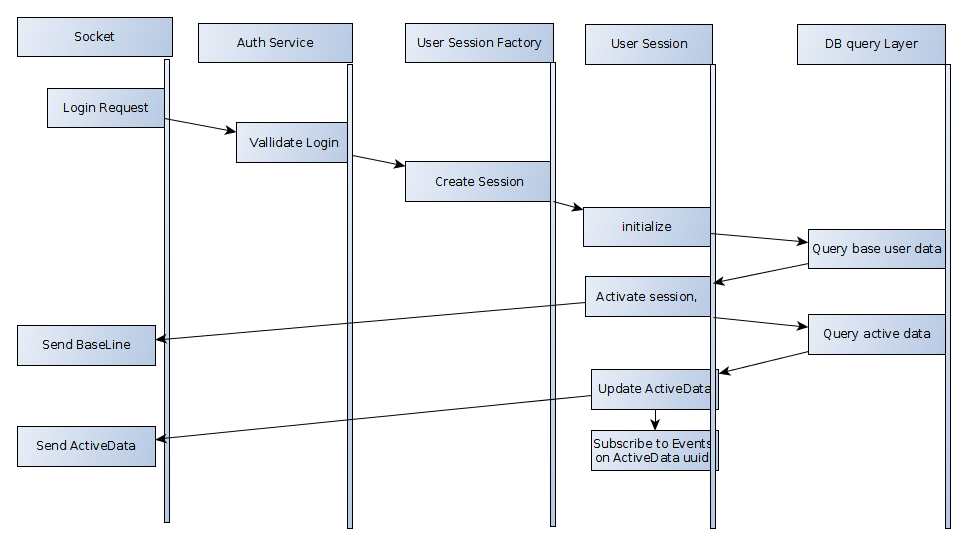 Socket
Auth Service
User Session Factory
User Session
DB query Layer
Login Request
Vallidate Login
Create Session
initialize
Query base user data
Activate session,
Send BaseLine
Query active data
Update ActiveData
Send ActiveData
Subscribe to Events
on ActiveData uuid